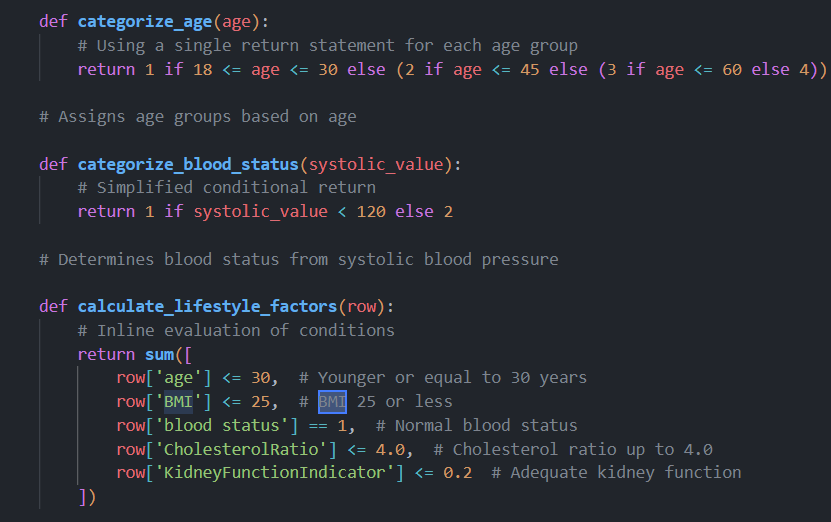 def categorize_age(age):
    # Using a single return statement for each age group
    return 1 if 18 <= age <= 30 else (2 if age <= 45 else (3 if age <= 60 else 4))
# Assigns age groups based on age
def categorize_blood_status(systolic_value):
    # Simplified conditional return
    return 1 if systolic_value < 120 else 2
# Determines blood status from systolic blood pressure
def calculate_lifestyle_factors(row):
    # Inline evaluation of conditions
    return sum([
        row['age'] <= 30,  # Younger or equal to 30 years
        row['BMI'] <= 25,  # BMI 25 or less
        row['blood status'] == 1,  # Normal blood status
        row['CholesterolRatio'] <= 4.0,  # Cholesterol ratio up to 4.0
        row['KidneyFunctionIndicator'] <= 0.2  # Adequate kidney function
    ])